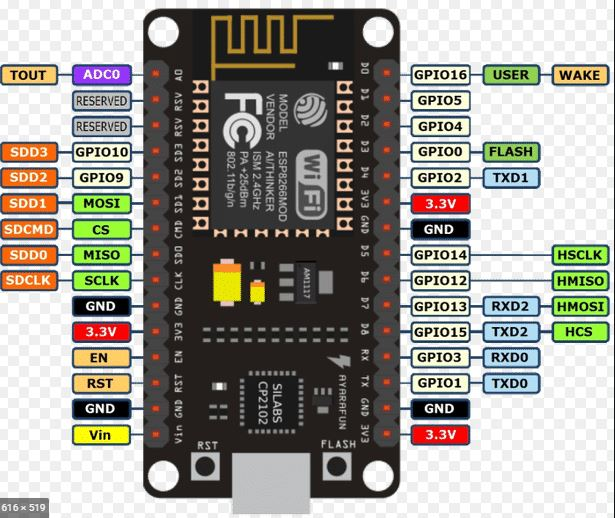 TOUT ADC0
RESERVED
RESERVED
SDD3 GPIO10
SDD2 GPIO9
SDD1 MOSI
SDCMD CS
SDD0 MISO
SDCLK SCLK
GND
3.3V
EN
RST
GND
Vin
A0
RSV
RSV
SD3
SD2
SD1
CMD
SD0
CLK
GND
3V3
EN
RST
GND
Vin
MODEL ESP8266MOD
VENDOR AI/THINKER
ISM 2.4GHz
PA +25dBm
802.11b/g/n
FC
Wi Fi
AM1117
SILABS
CP2102
AYARAFUN
RST
FLASH
D0
D1
D2
D3
D4
3V3
GND
D5
D6
D7
D8
RX
TX
GND
3V3
GPIO16 USER WAKE
GPIO5
GPIO4
GPIO0 FLASH
GPIO2 TXD1
3.3V
GND
GPIO14 HSCLK
GPIO12 HMISO
GPIO13 RXD2 HMOSI
GPIO15 TXD2 HCS
GPIO3 RXD0
GPIO1 TXD0
GND
3.3V
616 × 519